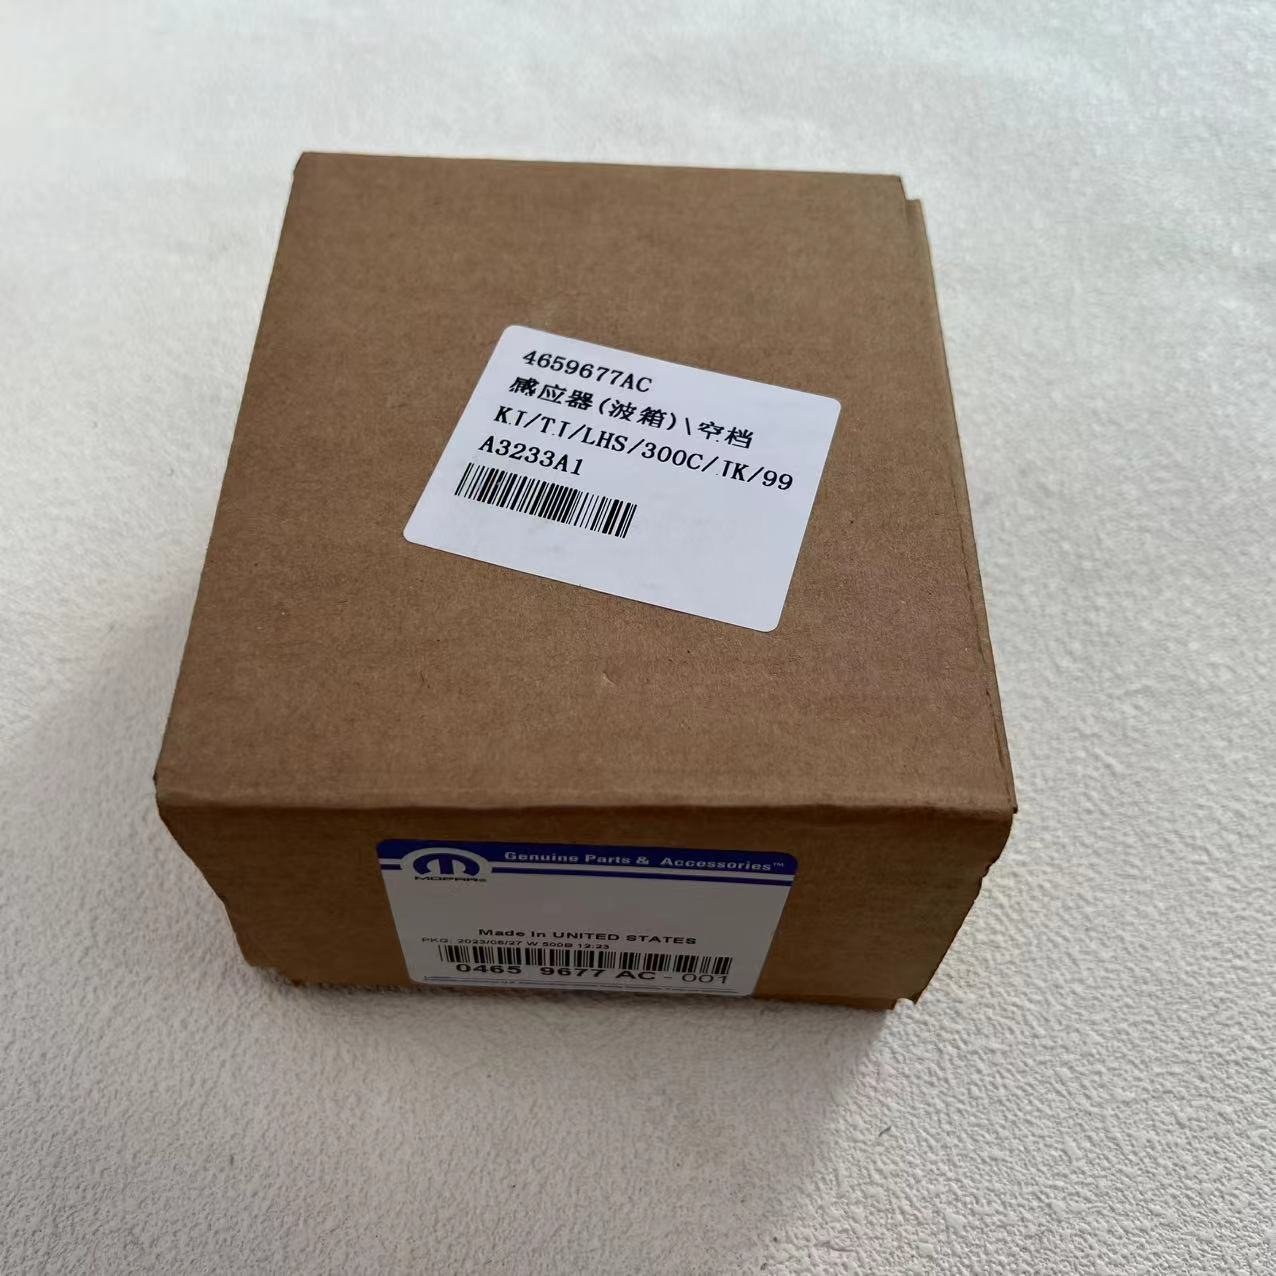 4659677AC
感应器(波箱)\空档
KJ/TJ/LHS/300C/JK/99
A3233A1
Genuine Parts & Accessories™
MOPAR®
Made In UNITED STATES
PKG: 2023/06/27 W 500B 12:23
0465 9677 AC - 001